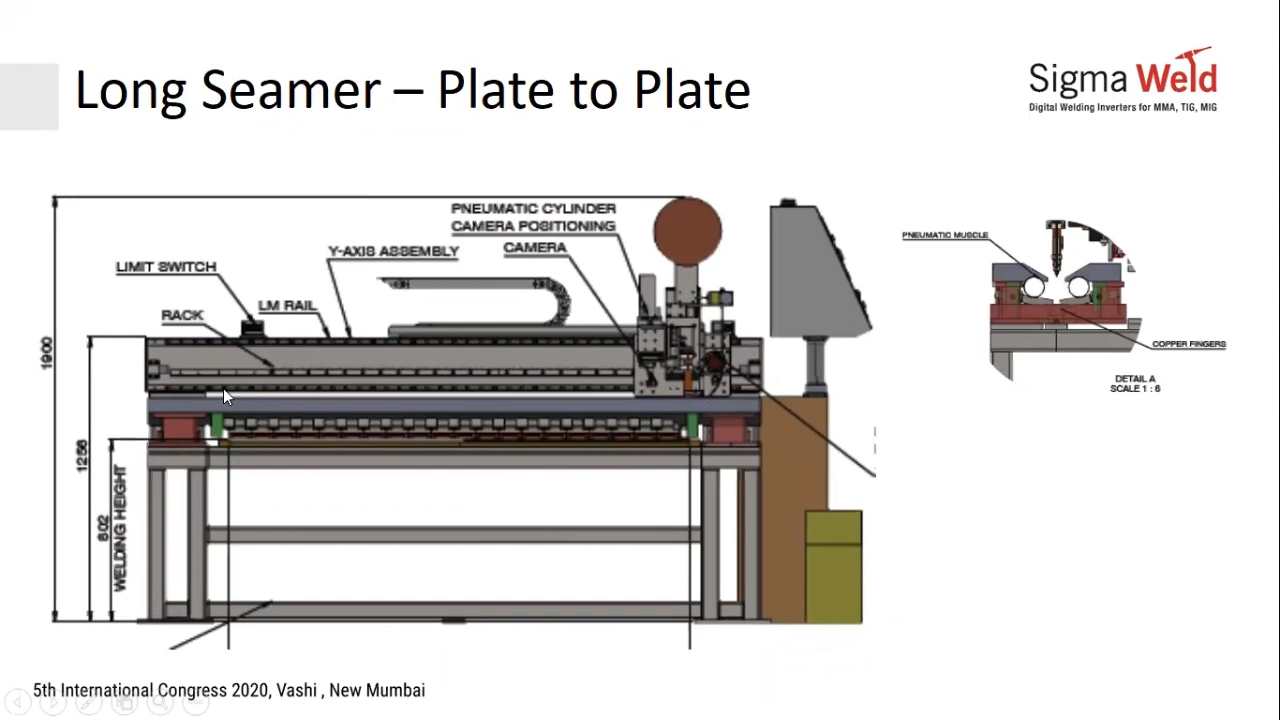 Long Seamer – Plate to Plate
Sigma Weld
Digital Welding Inverters for MMA, TIG, MIG
PNEUMATIC CYLINDER
CAMERA POSITIONING
CAMERA
Y-AXIS ASSEMBLY
LIMIT SWITCH
LM RAIL
RACK
1900
1256
802
WELDING HEIGHT
PNEUMATIC MUSCLE
COPPER FINGERS
DETAIL A
SCALE 1 : 6
5th International Congress 2020, Vashi , New Mumbai